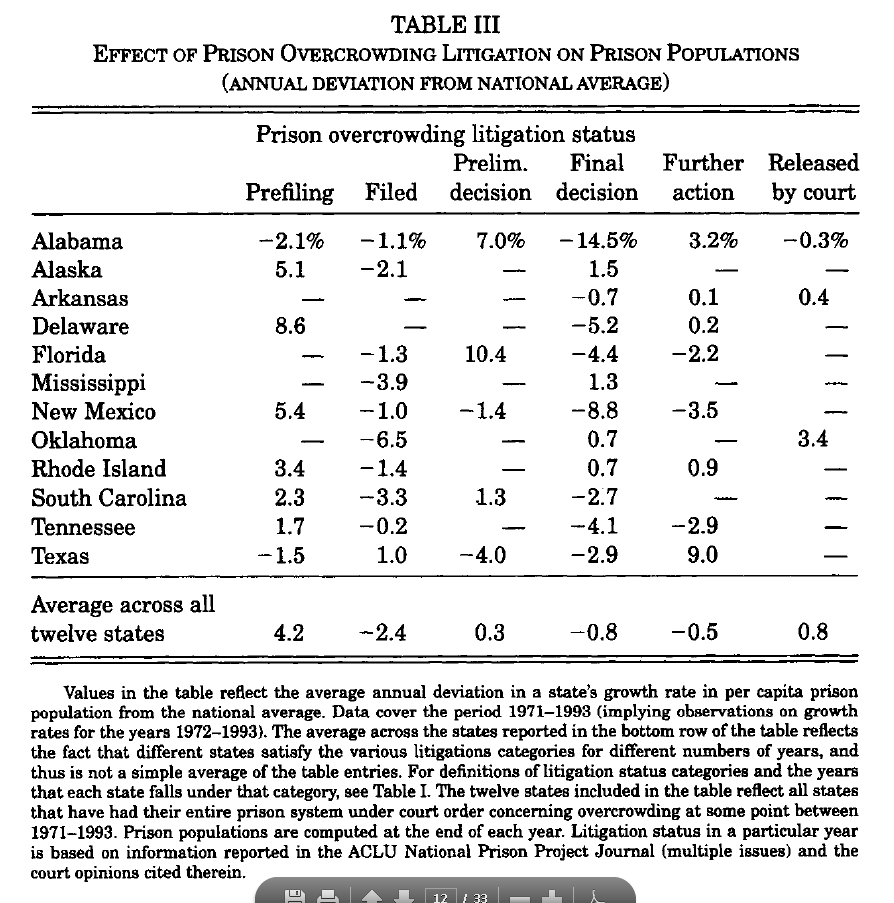 TABLE III
EFFECT OF PRISON OVERCROWDING LITIGATION ON PRISON POPULATIONS
(ANNUAL DEVIATION FROM NATIONAL AVERAGE)
Prison overcrowding litigation status
Prelim. Final Further Released
Prefiling Filed decision decision action by court
Alabama −2.1% −1.1% 7.0% −14.5% 3.2% −0.3%
Alaska 5.1 −2.1 — 1.5 — —
Arkansas — — — −0.7 0.1 0.4
Delaware 8.6 — — −5.2 0.2 —
Florida — −1.3 10.4 −4.4 −2.2 —
Mississippi — −3.9 — 1.3 — —
New Mexico 5.4 −1.0 −1.4 −8.8 −3.5 —
Oklahoma — −6.5 — 0.7 — 3.4
Rhode Island 3.4 −1.4 — 0.7 0.9 —
South Carolina 2.3 −3.3 1.3 −2.7 — —
Tennessee 1.7 −0.2 — −4.1 −2.9 —
Texas −1.5 1.0 −4.0 −2.9 9.0 —
Average across all
twelve states 4.2 −2.4 0.3 −0.8 −0.5 0.8
Values in the table reflect the average annual deviation in a state's growth rate in per capita prison
population from the national average. Data cover the period 1971–1993 (implying observations on growth
rates for the years 1972–1993). The average across the states reported in the bottom row of the table reflects
the fact that different states satisfy the various litigations categories for different numbers of years, and
thus is not a simple average of the table entries. For definitions of litigation status categories and the years
that each state falls under that category, see Table I. The twelve states included in the table reflect all states
that have had their entire prison system under court order concerning overcrowding at some point between
1971–1993. Prison populations are computed at the end of each year. Litigation status in a particular year
is based on information reported in the ACLU National Prison Project Journal (multiple issues) and the
court opinions cited therein.
12 / 33